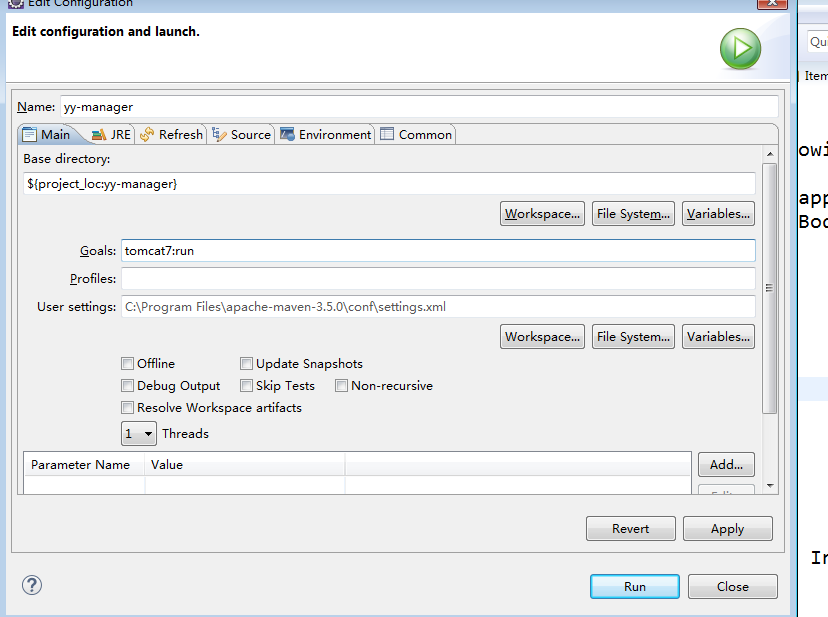 Edit Configuration
Edit configuration and launch.
Name: yy-manager
Main JRE Refresh Source Environment Common
Base directory:
${project_loc:yy-manager}
Workspace... File System... Variables...
Goals: tomcat7:run
Profiles:
User settings: C:\Program Files\apache-maven-3.5.0\conf\settings.xml
Workspace... File System... Variables...
Offline Update Snapshots
Debug Output Skip Tests Non-recursive
Resolve Workspace artifacts
1 Threads
Parameter Name Value Add...
Revert Apply
Run Close
Qu
Item
owi
app
Boo
In